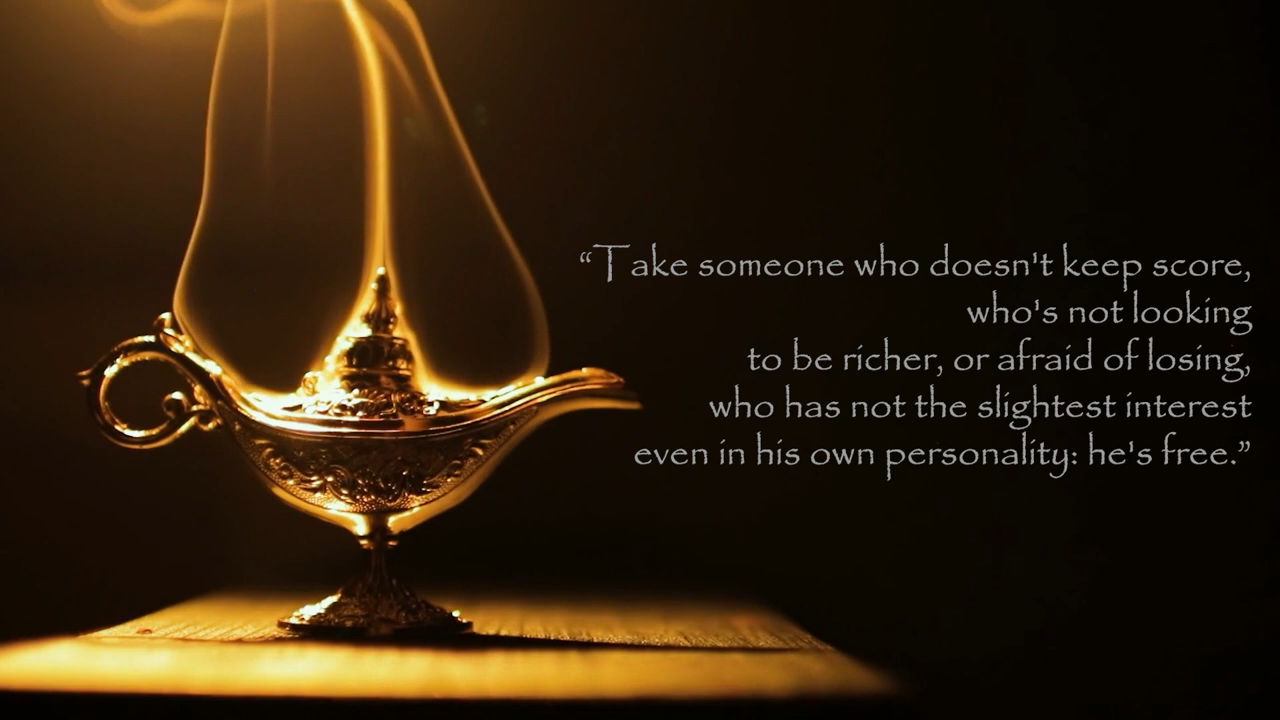 “Take someone who doesn't keep score,
who's not looking
to be richer, or afraid of losing,
who has not the slightest interest
even in his own personality: he's free.”